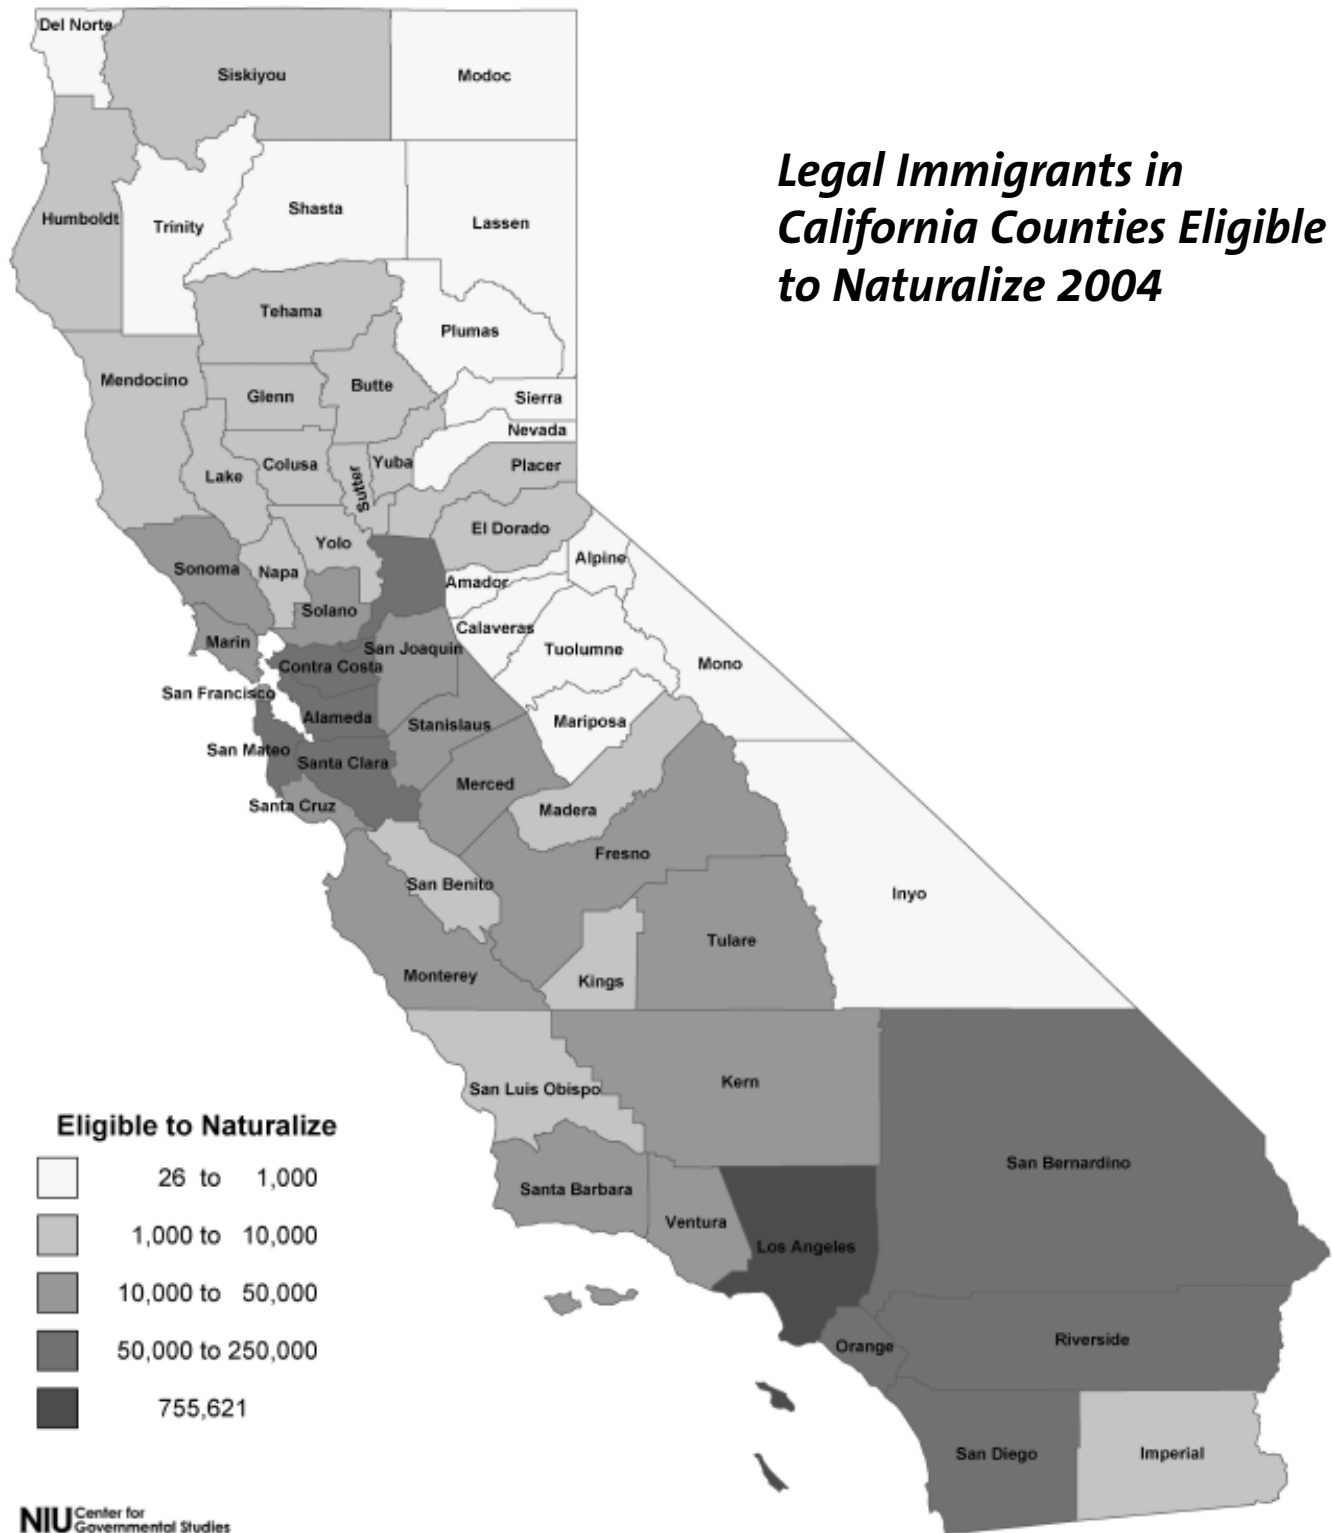 Legal Immigrants in
California Counties Eligible
to Naturalize 2004
Del Norte
Siskiyou
Modoc
Humboldt
Trinity
Shasta
Lassen
Tehama
Plumas
Mendocino
Glenn
Butte
Sierra
Nevada
Lake
Colusa
Sutter
Yuba
Placer
El Dorado
Sonoma
Napa
Yolo
Alpine
Amador
Solano
Marin
Calaveras
San Joaquin
Contra Costa
Tuolumne
Mono
San Francisco
Alameda
Stanislaus
Mariposa
San Mateo
Santa Clara
Merced
Santa Cruz
Madera
Fresno
San Benito
Inyo
Tulare
Monterey
Kings
San Luis Obispo
Kern
San Bernardino
Santa Barbara
Ventura
Los Angeles
Orange
Riverside
San Diego
Imperial
Eligible to Naturalize
26 to 1,000
1,000 to 10,000
10,000 to 50,000
50,000 to 250,000
755,621
NIU Center for
Governmental Studies